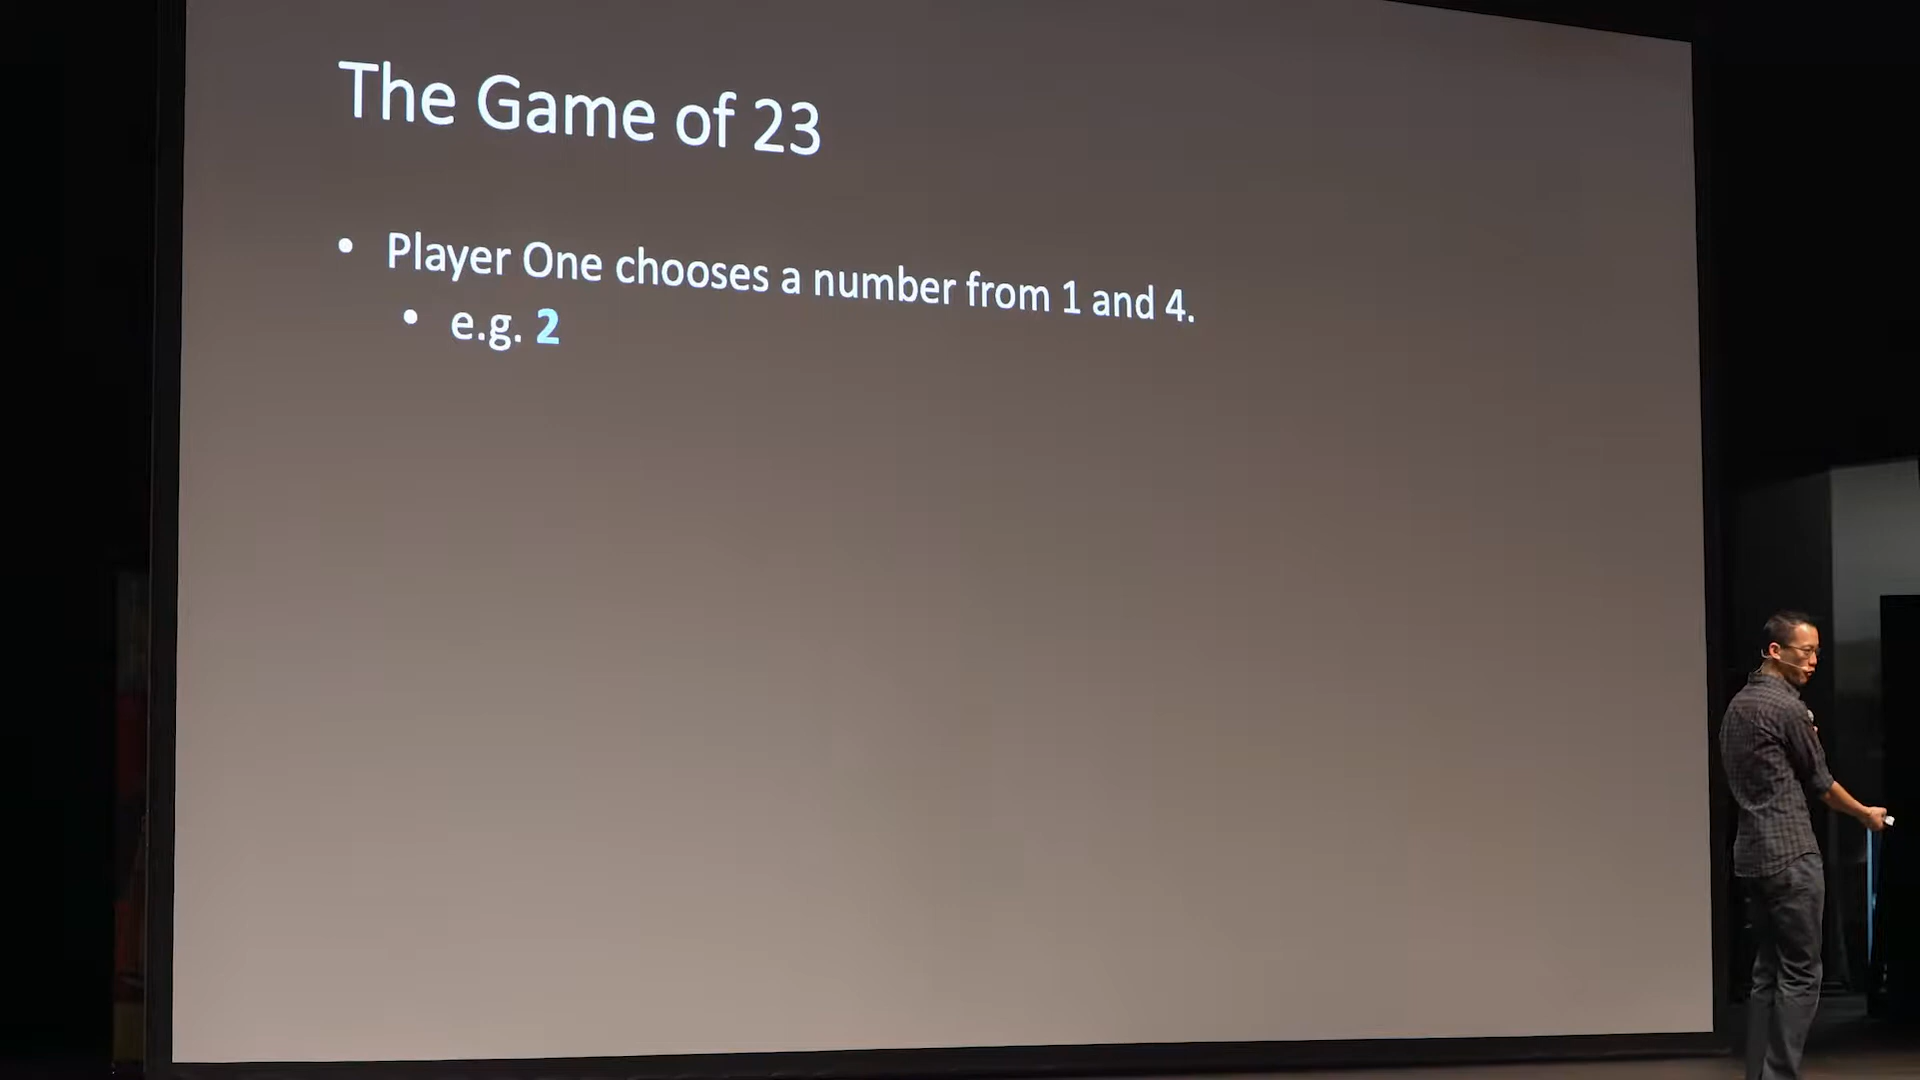 The Game of 23
• Player One chooses a number from 1 and 4.
• e.g. 2